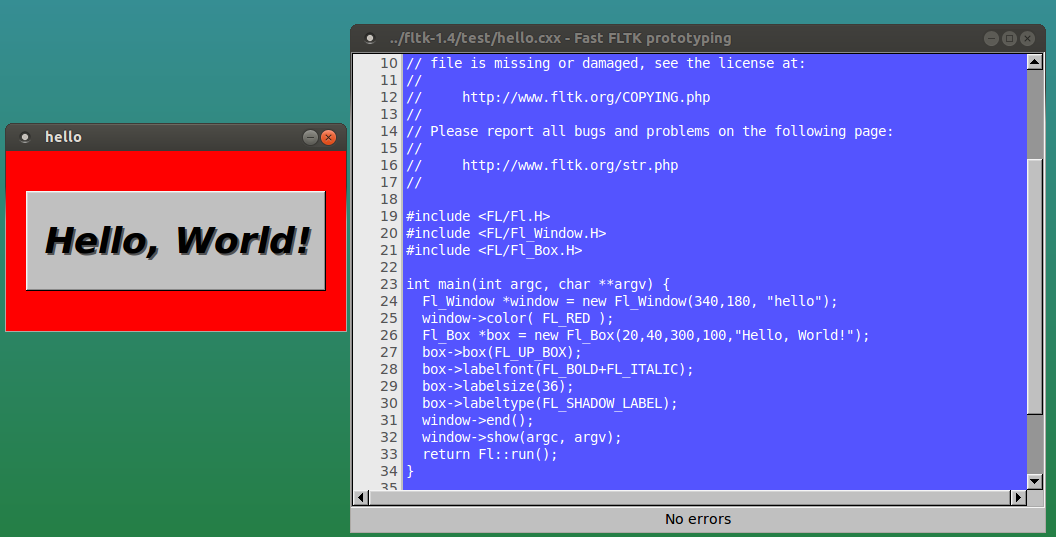 hello
Hello, World!
../fltk-1.4/test/hello.cxx - Fast FLTK prototyping
10 // file is missing or damaged, see the license at:
11 //
12 //     http://www.fltk.org/COPYING.php
13 //
14 // Please report all bugs and problems on the following page:
15 //
16 //     http://www.fltk.org/str.php
17 //
18
19 #include <FL/Fl.H>
20 #include <FL/Fl_Window.H>
21 #include <FL/Fl_Box.H>
22
23 int main(int argc, char **argv) {
24   Fl_Window *window = new Fl_Window(340,180, "hello");
25   window->color( FL_RED );
26   Fl_Box *box = new Fl_Box(20,40,300,100,"Hello, World!");
27   box->box(FL_UP_BOX);
28   box->labelfont(FL_BOLD+FL_ITALIC);
29   box->labelsize(36);
30   box->labeltype(FL_SHADOW_LABEL);
31   window->end();
32   window->show(argc, argv);
33   return Fl::run();
34 }
35
No errors